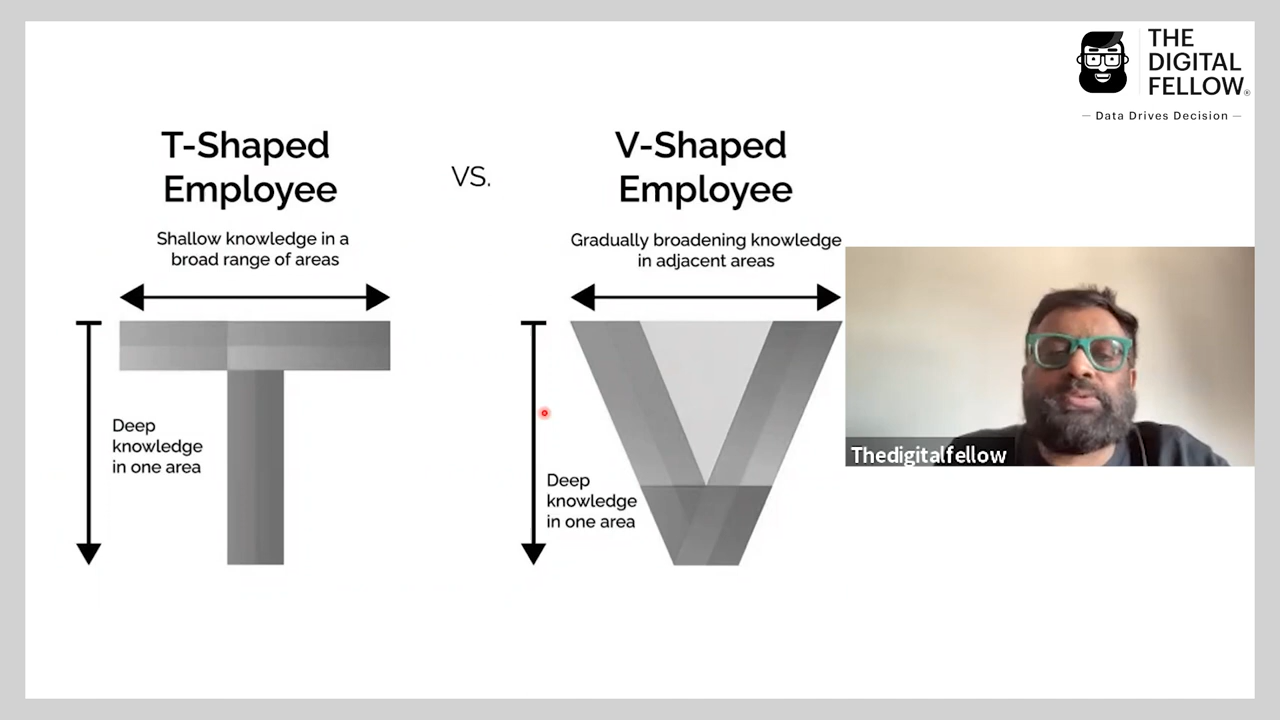 THE
DIGITAL
FELLOW®
— Data Drives Decision —
T-Shaped
Employee
VS.
V-Shaped
Employee
Shallow knowledge in a
broad range of areas
Gradually broadening knowledge
in adjacent areas
Deep
knowledge
in one area
Deep
knowledge
in one area
Thedigitalfellow